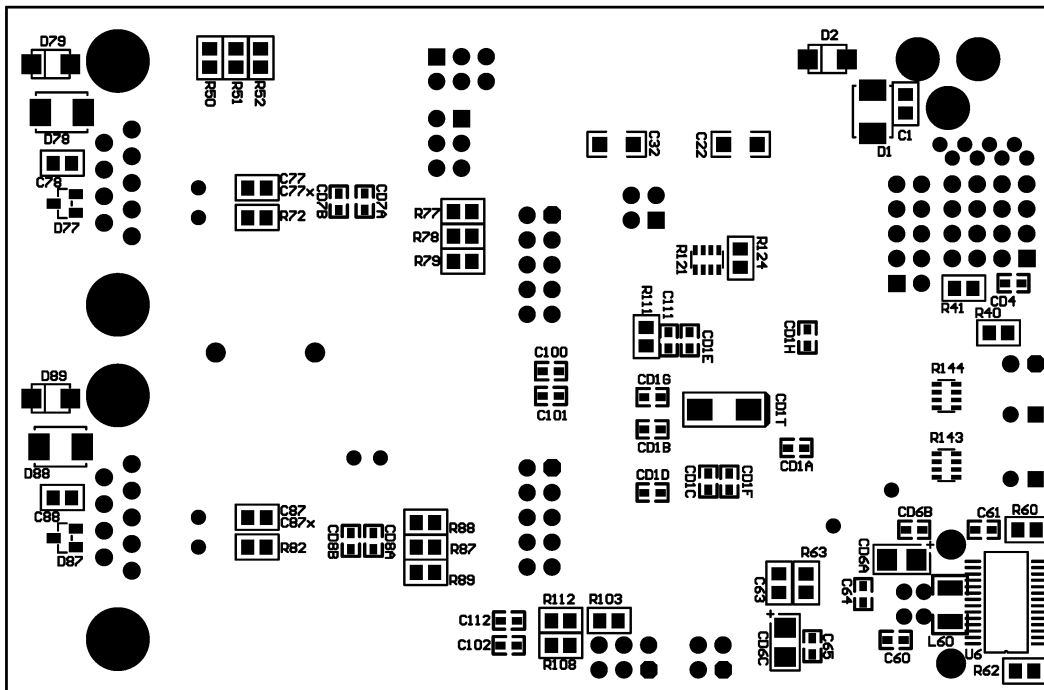 D79
D2
R50
R51
R52
D78
C32
C22
D1
C1
C78
C77
C77x
R72
CD7B
CD7A
R77
R78
R79
D77
R121
R124
R41
CD4
R40
R111
C111
CD1E
CD1H
C100
C101
D89
CD1G
CD1T
R144
CD1B
CD1A
R143
D88
CD1D
CD1C
CD1F
C88
C87
C87x
R82
CD8B
CD8A
R88
R87
R89
D87
CD6B
C61
R60
CD6A
+
R63
C63
C64
C112
R112
R103
C102
R108
+
CD6C
C65
C60
L60
U6
R62